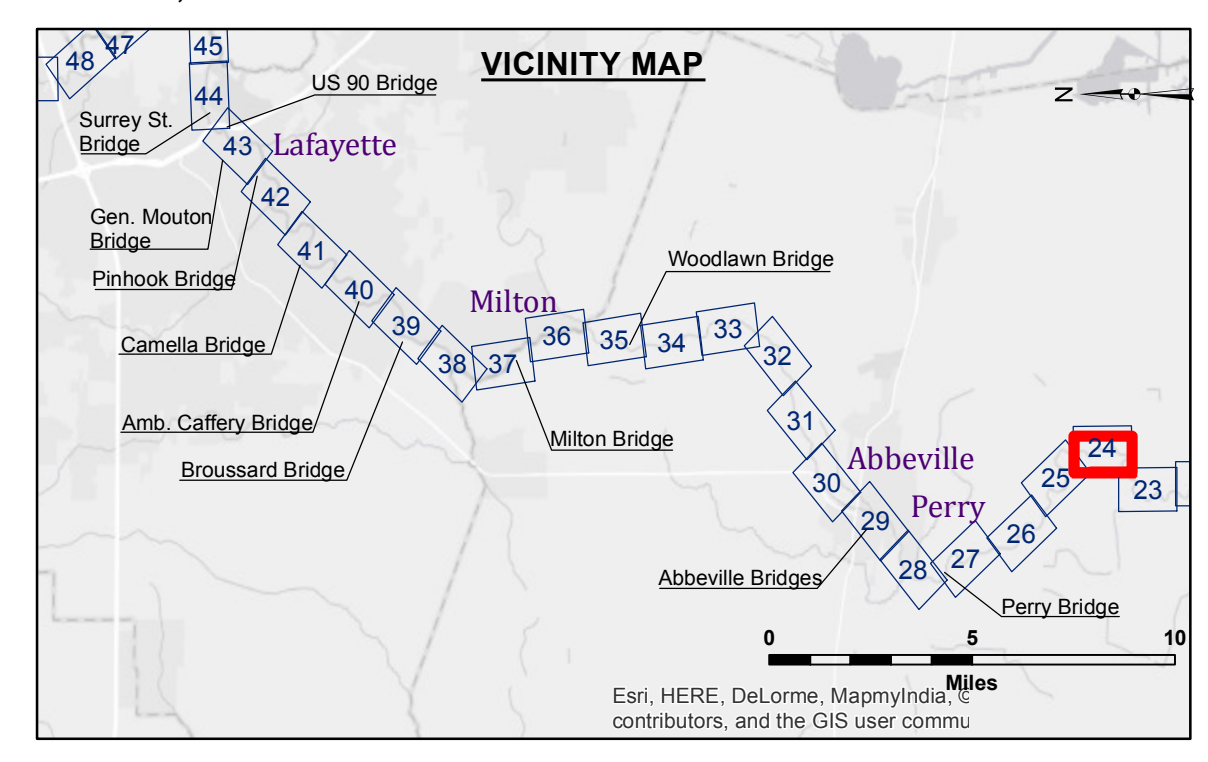 VICINITY MAP
48
47
45
44
US 90 Bridge
N
Surrey St.
Bridge
43
Lafayette
42
Gen. Mouton
Bridge
41
Pinhook Bridge
40
Woodlawn Bridge
Milton
39
36
35
34
33
Camella Bridge
38
37
32
Amb. Caffery Bridge
31
Milton Bridge
Broussard Bridge
Abbeville
24
30
25
23
29
Perry
26
28
27
Abbeville Bridges
Perry Bridge
0
5
10
Miles
Esri, HERE, DeLorme, MapmyIndia, ©
contributors, and the GIS user commu